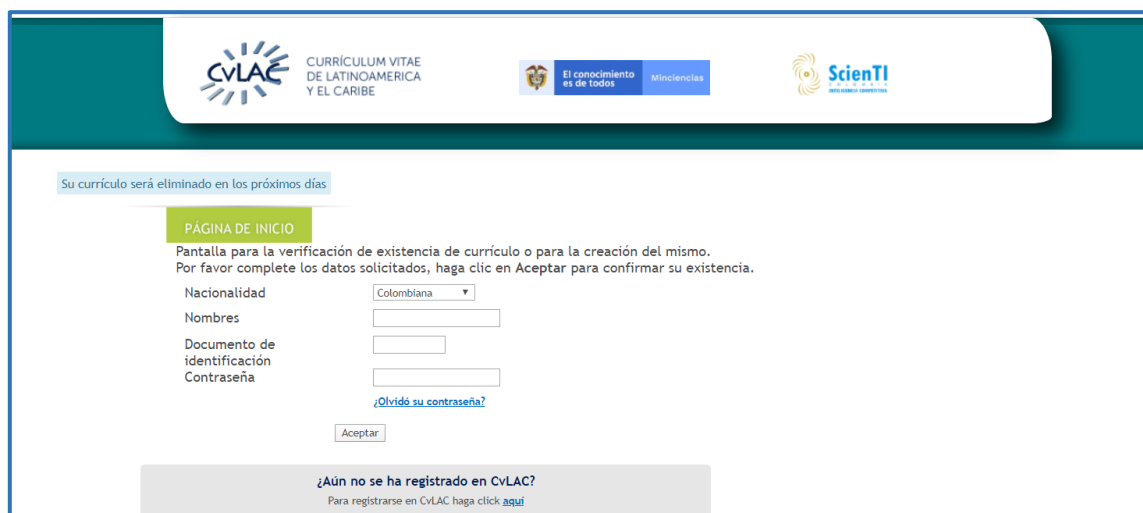 CvLAC
CURRÍCULUM VITAE
DE LATINOAMERICA
Y EL CARIBE
El conocimiento
es de todos
Minciencias
ScienTI
COLOMBIA
INTELIGENCIA COMPETITIVA
Su currículo será eliminado en los próximos días
PÁGINA DE INICIO
Pantalla para la verificación de existencia de currículo o para la creación del mismo.
Por favor complete los datos solicitados, haga clic en Aceptar para confirmar su existencia.
Nacionalidad
Colombiana
Nombres
Documento de
identificación
Contraseña
¿Olvidó su contraseña?
Aceptar
¿Aún no se ha registrado en CvLAC?
Para registrarse en CvLAC haga click aquí